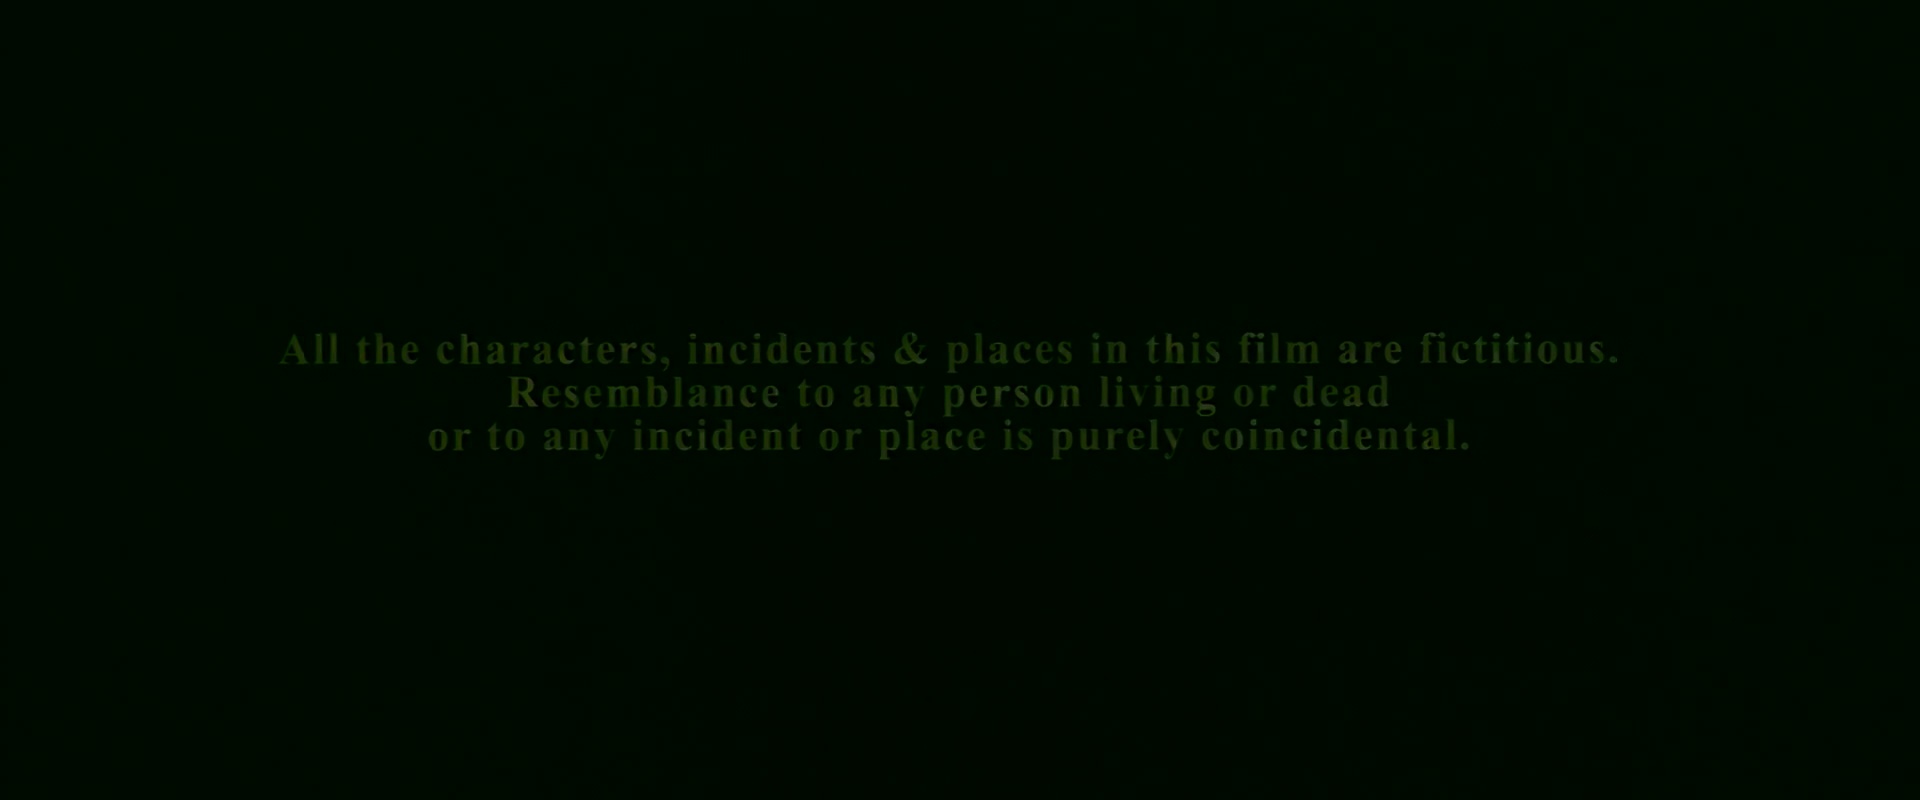 All the characters, incidents & places in this film are fictitious.
Resemblance to any person living or dead
or to any incident or place is purely coincidental.